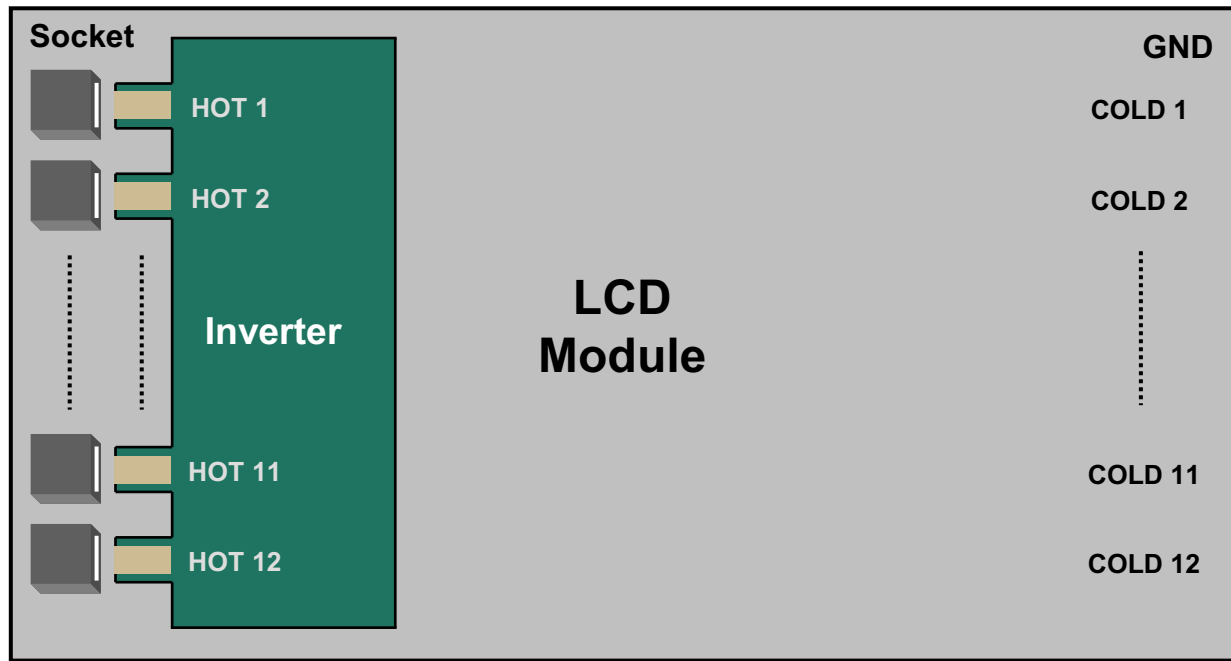 Socket
GND
HOT 1
COLD 1
HOT 2
COLD 2
Inverter
LCD
Module
HOT 11
COLD 11
HOT 12
COLD 12